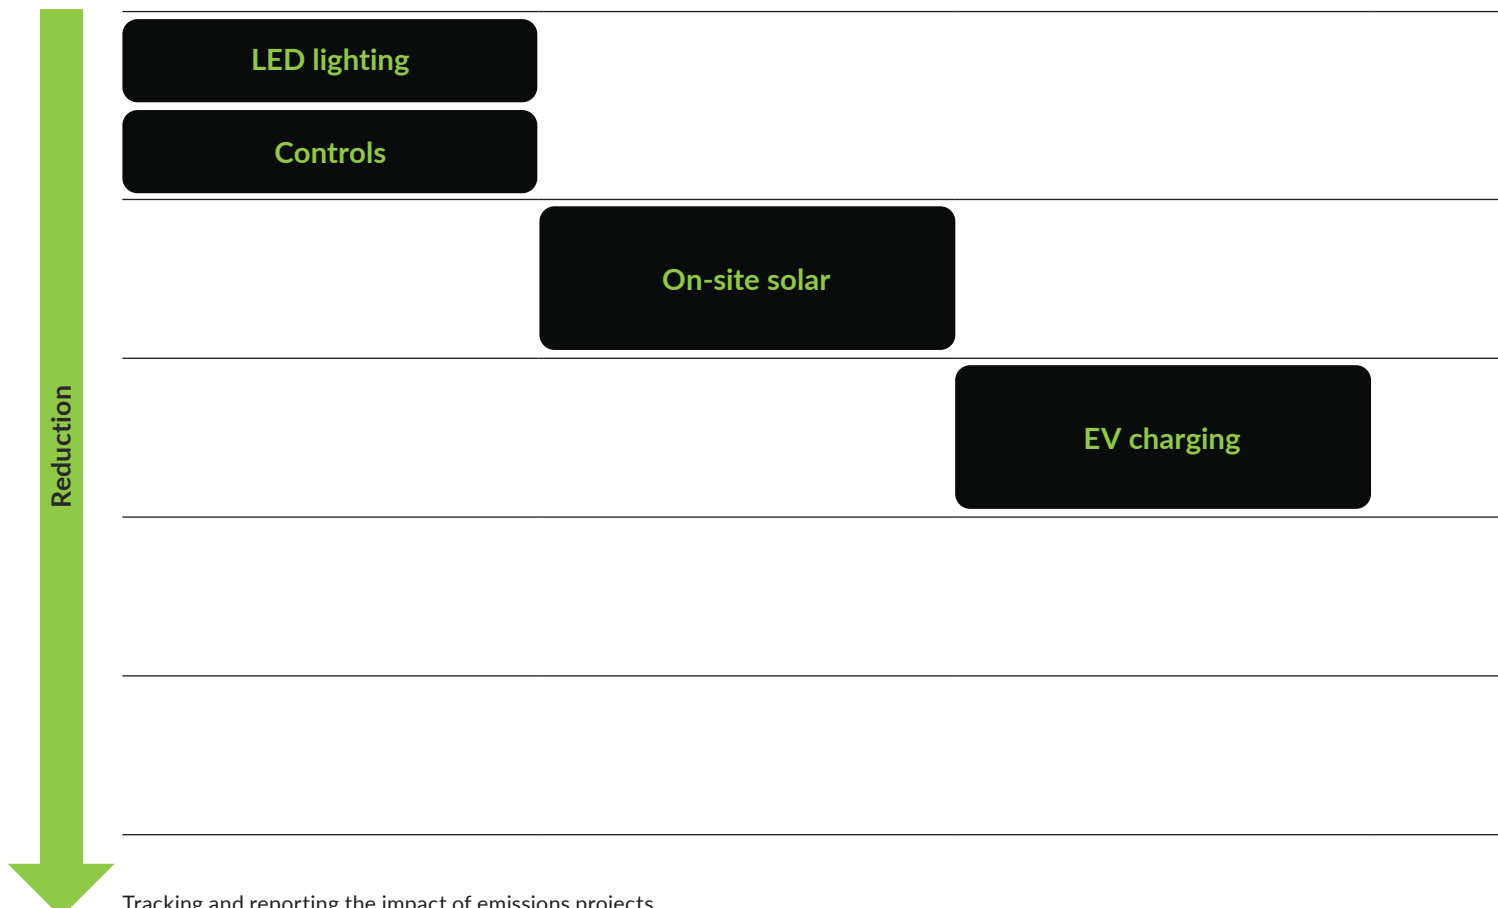 LED lighting
Controls
On-site solar
EV charging
Reduction
Tracking and reporting the impact of emissions projects